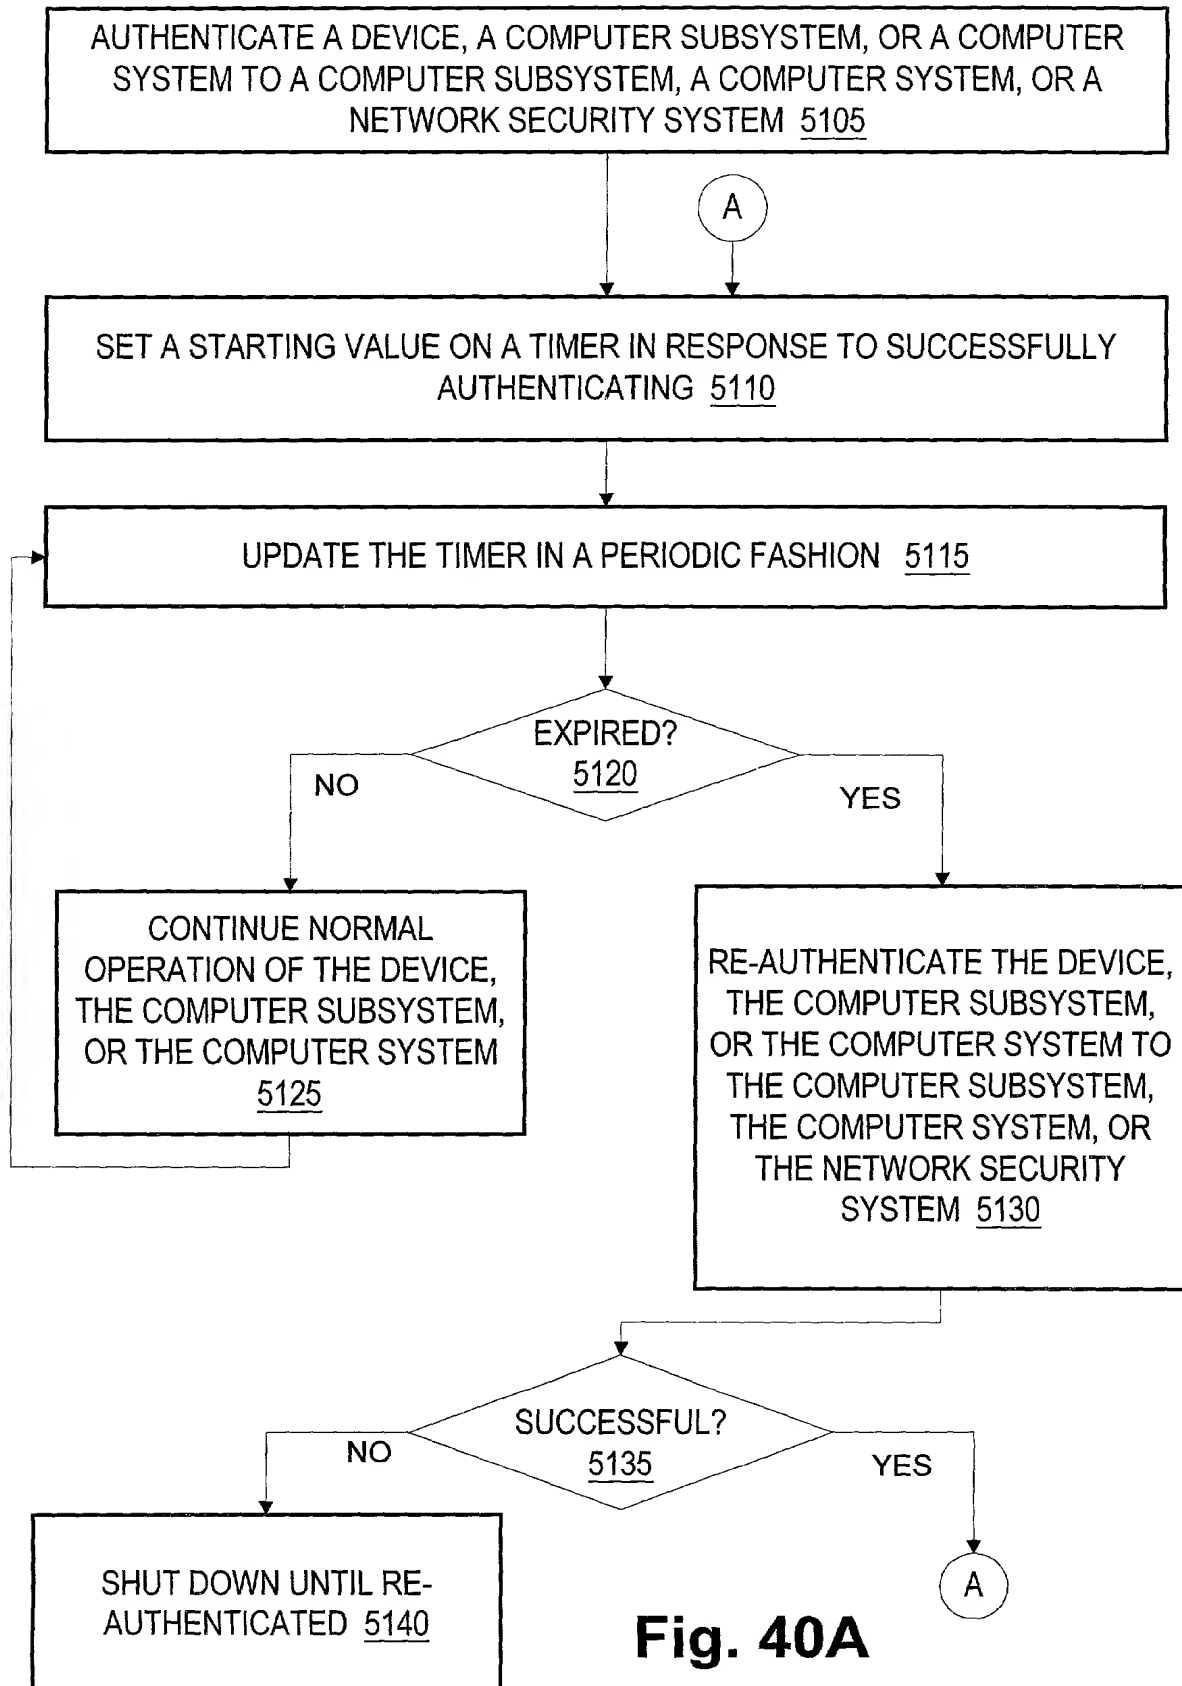 AUTHENTICATE A DEVICE, A COMPUTER SUBSYSTEM, OR A COMPUTER
SYSTEM TO A COMPUTER SUBSYSTEM, A COMPUTER SYSTEM, OR A
NETWORK SECURITY SYSTEM 5105
A
SET A STARTING VALUE ON A TIMER IN RESPONSE TO SUCCESSFULLY
AUTHENTICATING 5110
UPDATE THE TIMER IN A PERIODIC FASHION 5115
EXPIRED?
5120
NO
YES
CONTINUE NORMAL
OPERATION OF THE DEVICE,
THE COMPUTER SUBSYSTEM,
OR THE COMPUTER SYSTEM
5125
RE-AUTHENTICATE THE DEVICE,
THE COMPUTER SUBSYSTEM,
OR THE COMPUTER SYSTEM TO
THE COMPUTER SUBSYSTEM,
THE COMPUTER SYSTEM, OR
THE NETWORK SECURITY
SYSTEM 5130
SUCCESSFUL?
5135
NO
YES
SHUT DOWN UNTIL RE-
AUTHENTICATED 5140
A
Fig. 40A